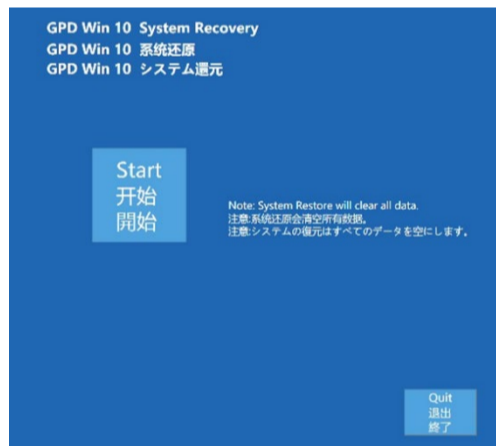 GPD Win 10 System Recovery
GPD Win 10 系统还原
GPD Win 10 システム還元
Start
开始
開始
Note: System Restore will clear all data.
注意:系统还原会清空所有数据。
注意:システムの復元はすべてのデータを空にします。
Quit
退出
終了